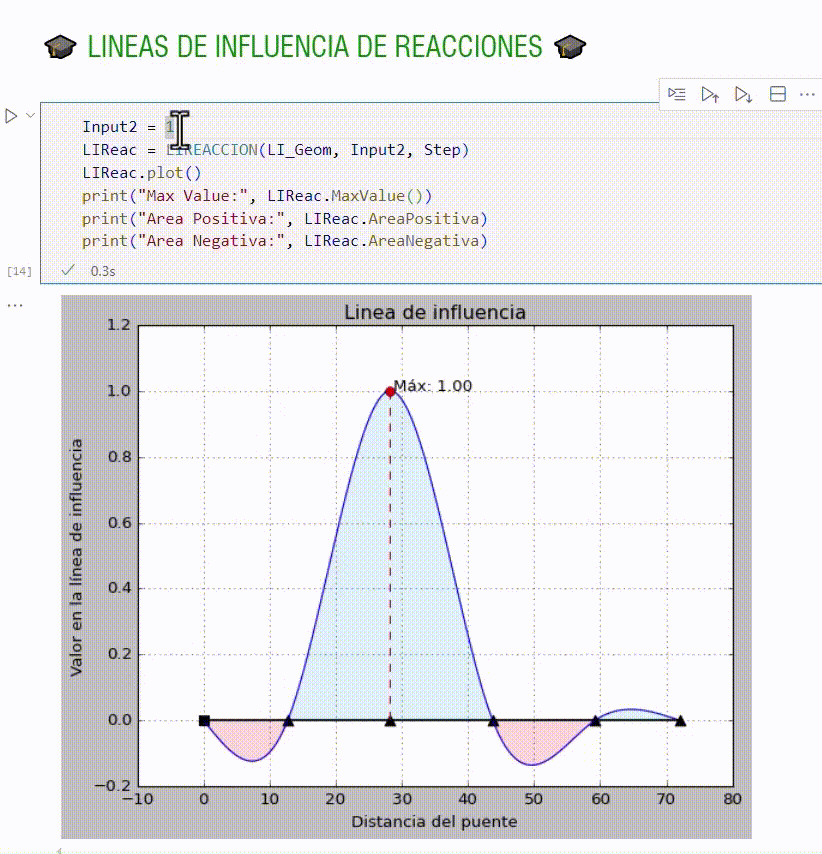 🎓 LINEAS DE INFLUENCIA DE REACCIONES 🎓
Input2 = 1
LIReac = LIREACCION(LI_Geom, Input2, Step)
LIReac.plot()
print("Max Value:", LIReac.MaxValue())
print("Area Positiva:", LIReac.AreaPositiva)
print("Area Negativa:", LIReac.AreaNegativa)
[14]
0.3s
...
Linea de influencia
1.2
1.0
0.8
0.6
0.4
0.2
0.0
−0.2
Máx: 1.00
Valor en la línea de influencia
−10 0 10 20 30 40 50 60 70 80
Distancia del puente